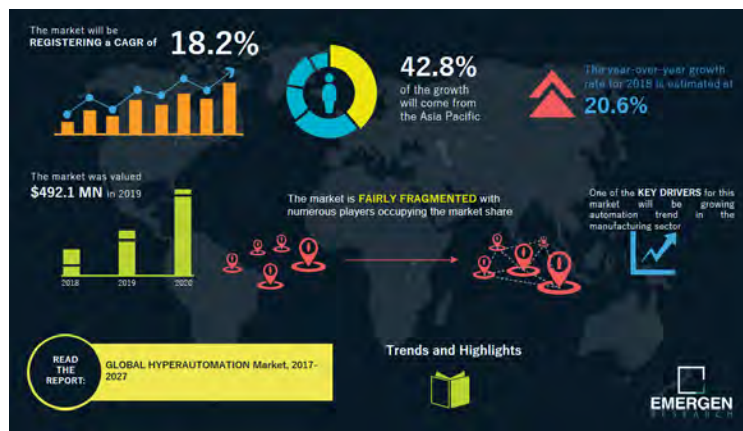 The market will be
REGISTERING a CAGR of
18.2%
42.8%
of the growth
will come from
the Asia Pacific
The year-over-year growth
rate for 2018 is estimated at
20.6%
The market was valued
$492.1 MN in 2019
2018 2019 2020
The market is FAIRLY FRAGMENTED with
numerous players occupying the market share
One of the KEY DRIVERS for this
market will be growing
automation trend in the
manufacturing sector
READ
THE
REPORT:
GLOBAL HYPERAUTOMATION Market, 2017-
2027
Trends and Highlights
EMERGEN
RESEARCH